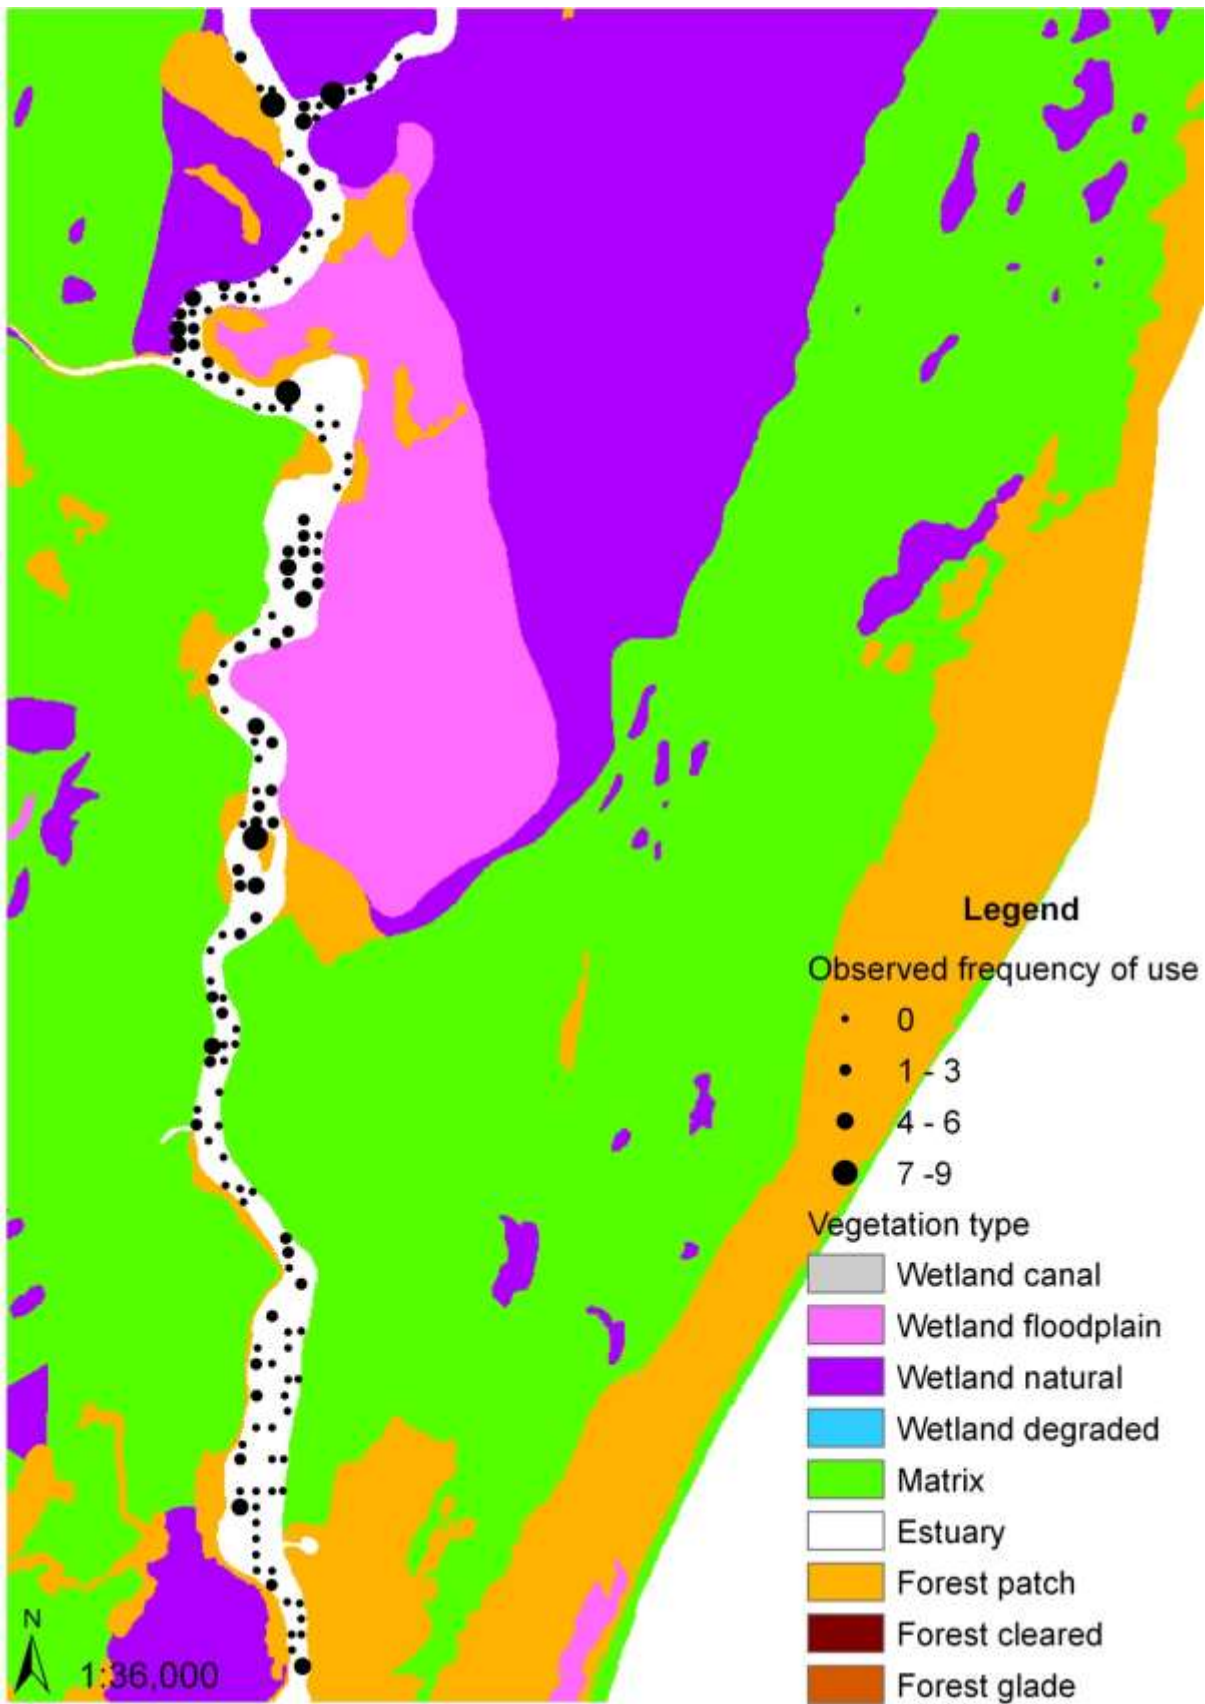 Legend
Observed frequency of use
0
1 - 3
4 - 6
7 -9
Vegetation type
Wetland canal
Wetland floodplain
Wetland natural
Wetland degraded
Matrix
Estuary
Forest patch
Forest cleared
Forest glade
N
1:36,000